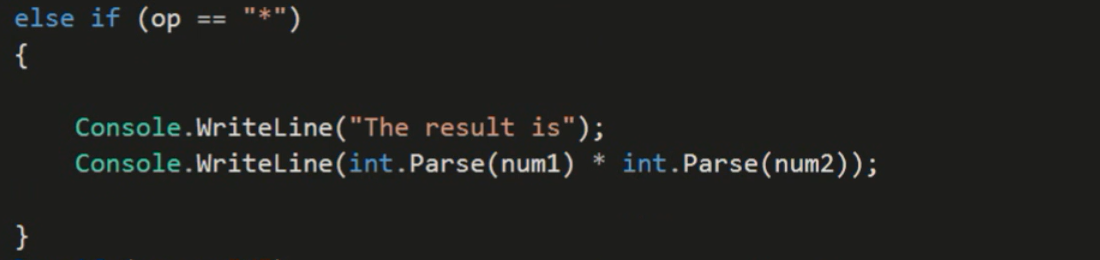 else if (op == "*")
{
Console.WriteLine("The result is");
Console.WriteLine(int.Parse(num1) * int.Parse(num2));
}